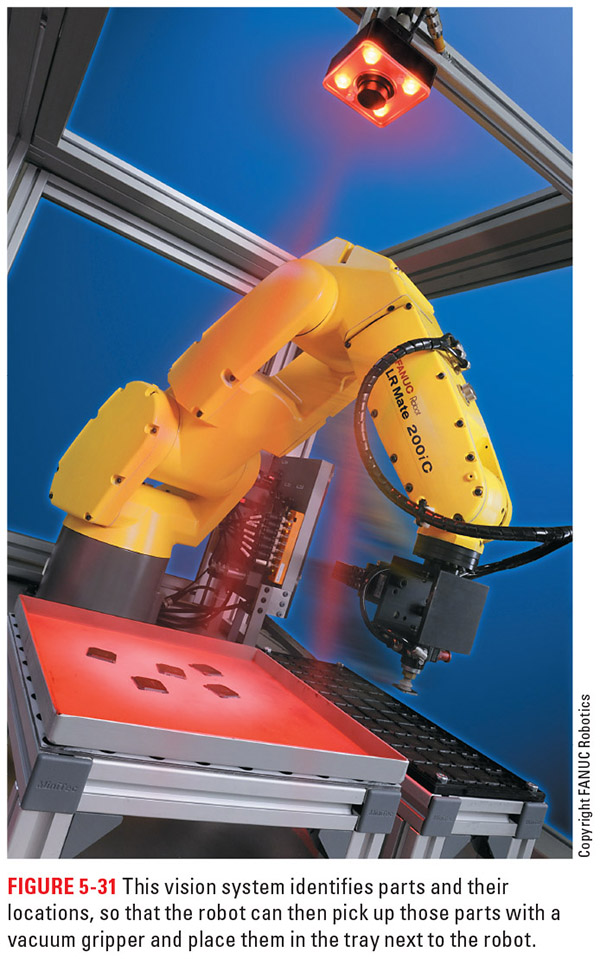 FANUC Robot
LR Mate 200iC
MiniTec
Copyright FANUC Robotics
FIGURE 5-31 This vision system identifies parts and their
locations, so that the robot can then pick up those parts with a
vacuum gripper and place them in the tray next to the robot.